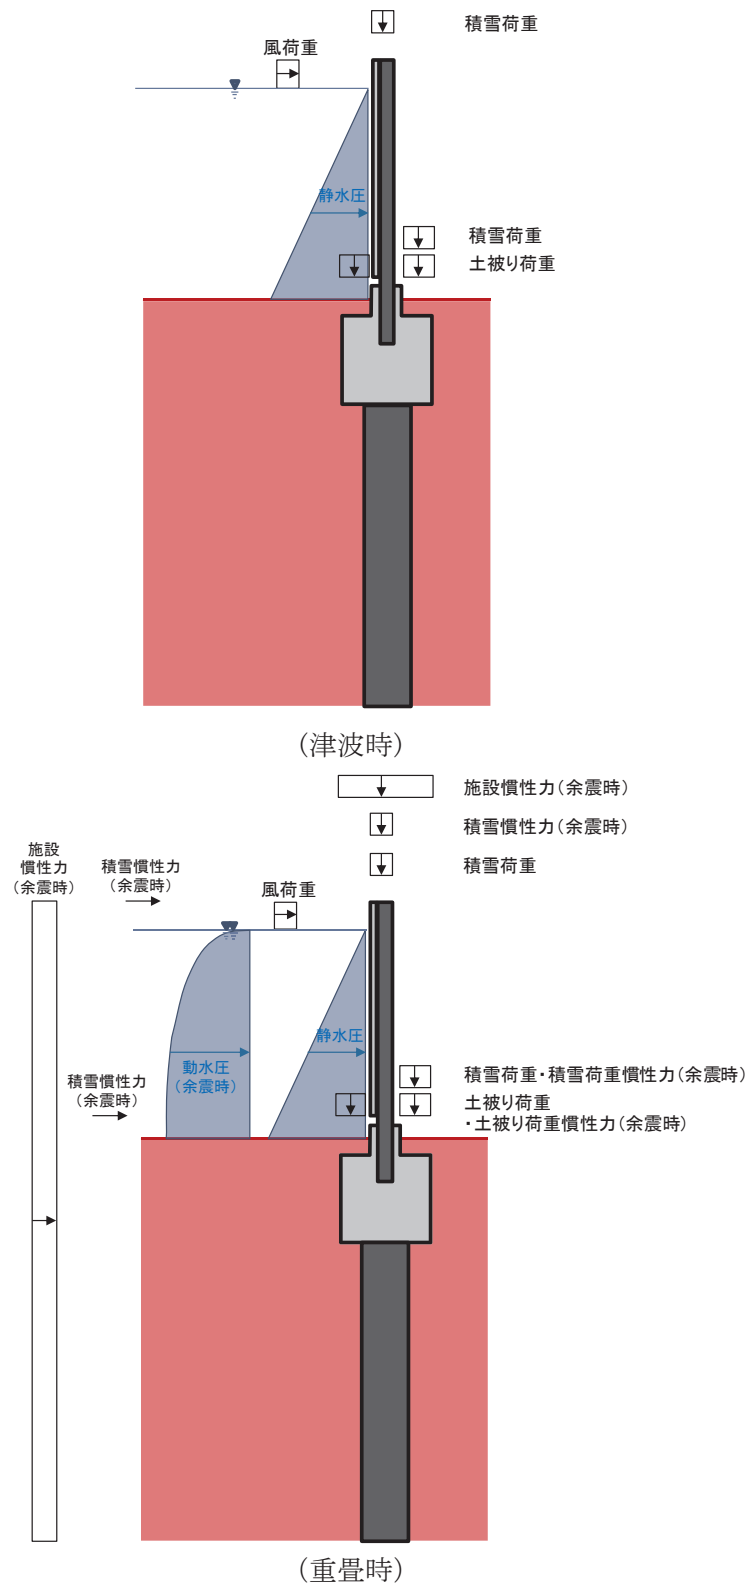 積雪荷重
風荷重
静水圧
積雪荷重
土被り荷重
(津波時)
施設慣性力(余震時)
積雪慣性力(余震時)
積雪荷重
施設
慣性力
(余震時)
積雪慣性力
(余震時)
風荷重
静水圧
動水圧
(余震時)
積雪慣性力
(余震時)
積雪荷重・積雪荷重慣性力(余震時)
土被り荷重
・土被り荷重慣性力(余震時)
(重畳時)